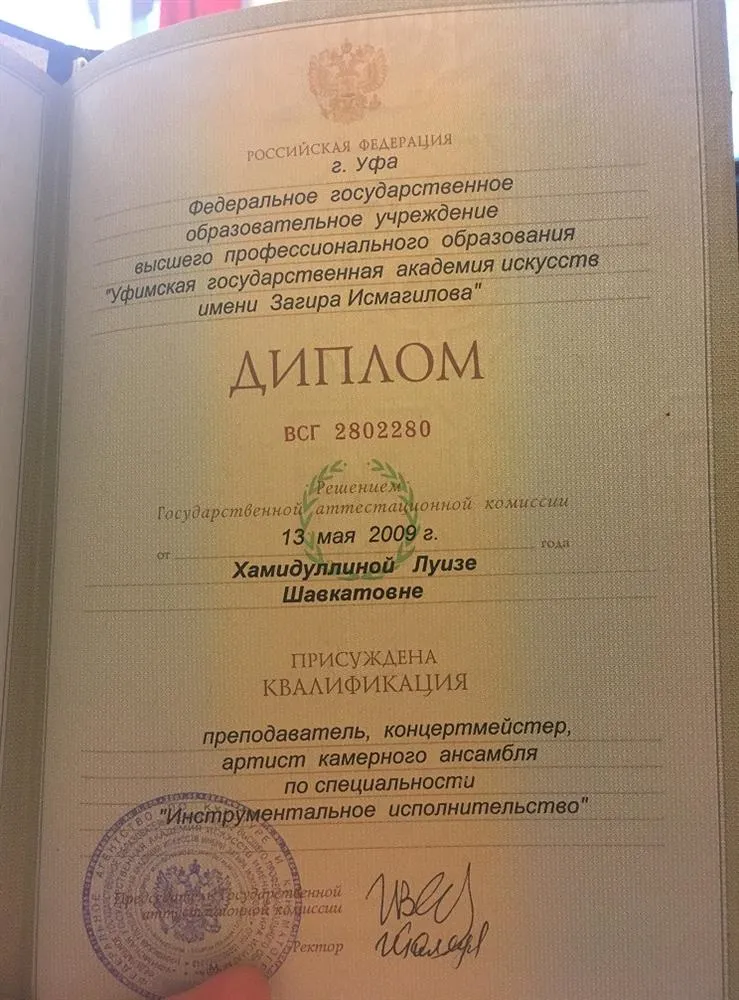 РОССИЙСКАЯ ФЕДЕРАЦИЯ
г. Уфа
Федеральное государственное
образовательное учреждение
высшего профессионального образования
"Уфимская государственная академия искусств
имени Загира Исмагилова"
ДИПЛОМ
ВСГ 2802280
Решением
Государственной аттестационной комиссии
от 13 мая 2009 г. года
Хамидуллиной Луизе
Шавкатовне
ПРИСУЖДЕНА
КВАЛИФИКАЦИЯ
преподаватель, концертмейстер,
артист камерного ансамбля
по специальности
"Инструментальное исполнительство"
Председатель Государственной
аттестационной комиссии
Ректор